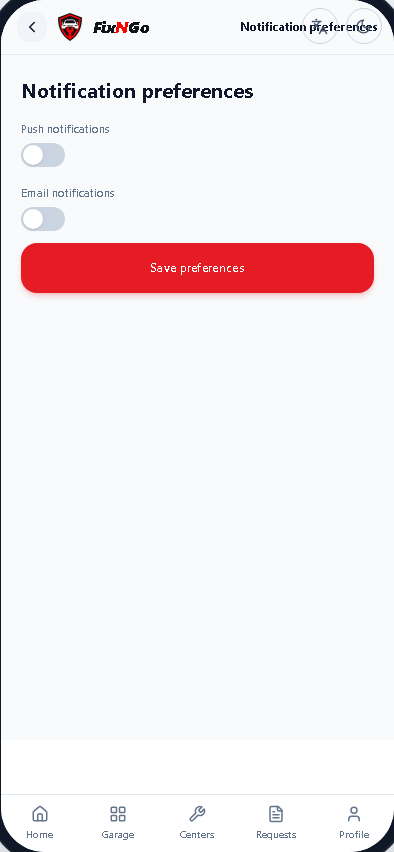 FixNGo
Notification preferences
Notification preferences
Push notifications
Email notifications
Save preferences
Home
Garage
Centers
Requests
Profile